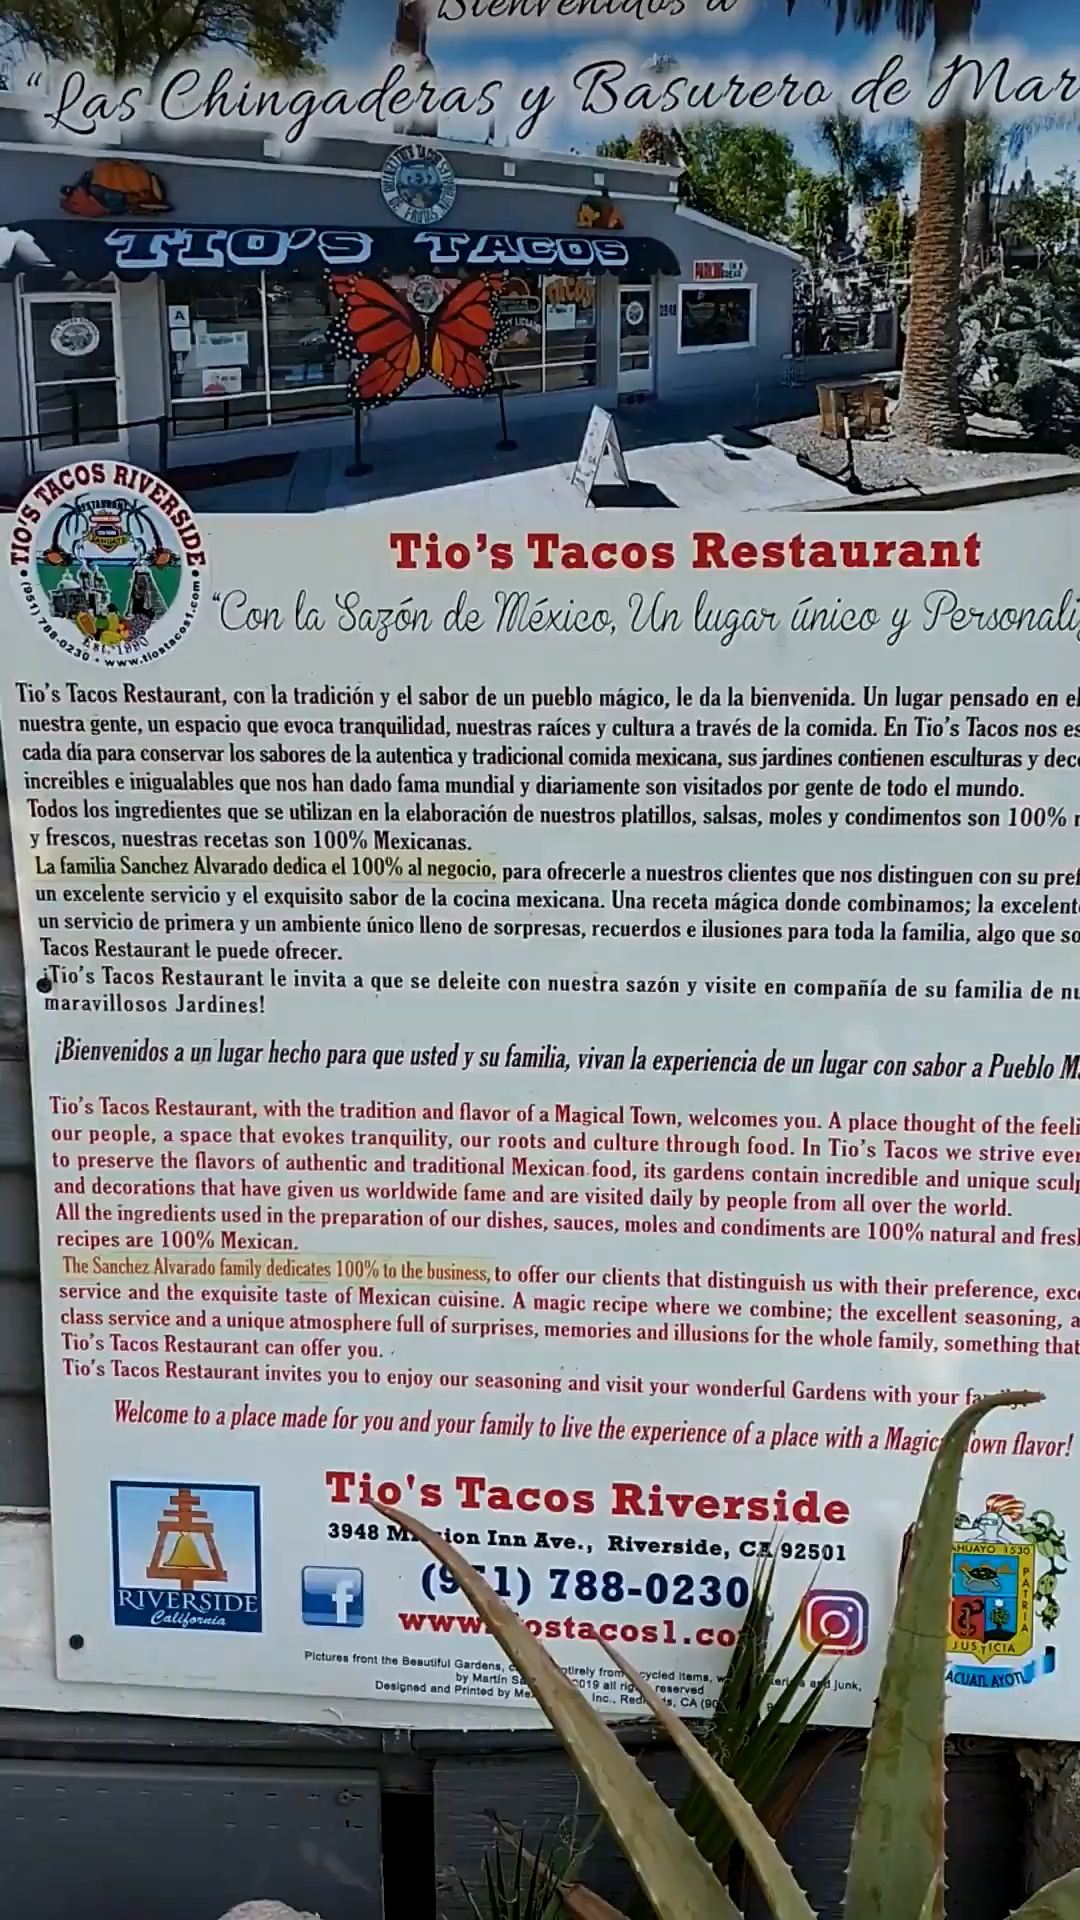 Bienvenidos a
“Las Chingaderas y Basurero de Mar
TIO'S TACOS
PARKING IN
REAR
A
TACOS
TIO'S TACOS RIVERSIDE
RESTAURANT
(951) 788-0230 • www.tiostacos1.com
Est. 1990
Tio’s Tacos Restaurant
“Con la Sazón de México, Un lugar único y Personali
Tio’s Tacos Restaurant, con la tradición y el sabor de un pueblo mágico, le da la bienvenida. Un lugar pensado en el
nuestra gente, un espacio que evoca tranquilidad, nuestras raíces y cultura a través de la comida. En Tio’s Tacos nos es
cada día para conservar los sabores de la autentica y tradicional comida mexicana, sus jardines contienen esculturas y dec
increibles e inigualables que nos han dado fama mundial y diariamente son visitados por gente de todo el mundo.
Todos los ingredientes que se utilizan en la elaboración de nuestros platillos, salsas, moles y condimentos son 100%
y frescos, nuestras recetas son 100% Mexicanas.
La familia Sanchez Alvarado dedica el 100% al negocio, para ofrecerle a nuestros clientes que nos distinguen con su pref
un excelente servicio y el exquisito sabor de la cocina mexicana. Una receta mágica donde combinamos; la excelent
un servicio de primera y un ambiente único lleno de sorpresas, recuerdos e ilusiones para toda la familia, algo que so
Tacos Restaurant le puede ofrecer.
¡Tio’s Tacos Restaurant le invita a que se deleite con nuestra sazón y visite en compañía de su familia de nu
maravillosos Jardines!
¡Bienvenidos a un lugar hecho para que usted y su familia, vivan la experiencia de un lugar con sabor a Pueblo M
Tio’s Tacos Restaurant, with the tradition and flavor of a Magical Town, welcomes you. A place thought of the feeli
our people, a space that evokes tranquility, our roots and culture through food. In Tio’s Tacos we strive ever
to preserve the flavors of authentic and traditional Mexican food, its gardens contain incredible and unique sculp
and decorations that have given us worldwide fame and are visited daily by people from all over the world.
All the ingredients used in the preparation of our dishes, sauces, moles and condiments are 100% natural and fresh
recipes are 100% Mexican.
The Sanchez Alvarado family dedicates 100% to the business, to offer our clients that distinguish us with their preference, exc
service and the exquisite taste of Mexican cuisine. A magic recipe where we combine; the excellent seasoning, a
class service and a unique atmosphere full of surprises, memories and illusions for the whole family, something that
Tio’s Tacos Restaurant can offer you.
Tio’s Tacos Restaurant invites you to enjoy our seasoning and visit your wonderful Gardens with your
Welcome to a place made for you and your family to live the experience of a place with a Magic Town flavor!
RIVERSIDE
California
Tio's Tacos Riverside
3948 Mission Inn Ave., Riverside, CA 92501
(951) 788-0230
www.tiostacos1.co
AHUAYO 1530
PATRIA
JUSTICIA
ACUATL AYOTL
Pictures front the Beautiful Gardens, entirely from recycled items, and junk,
by Martin 2019 all rights reserved
Designed and Printed by Inc., CA